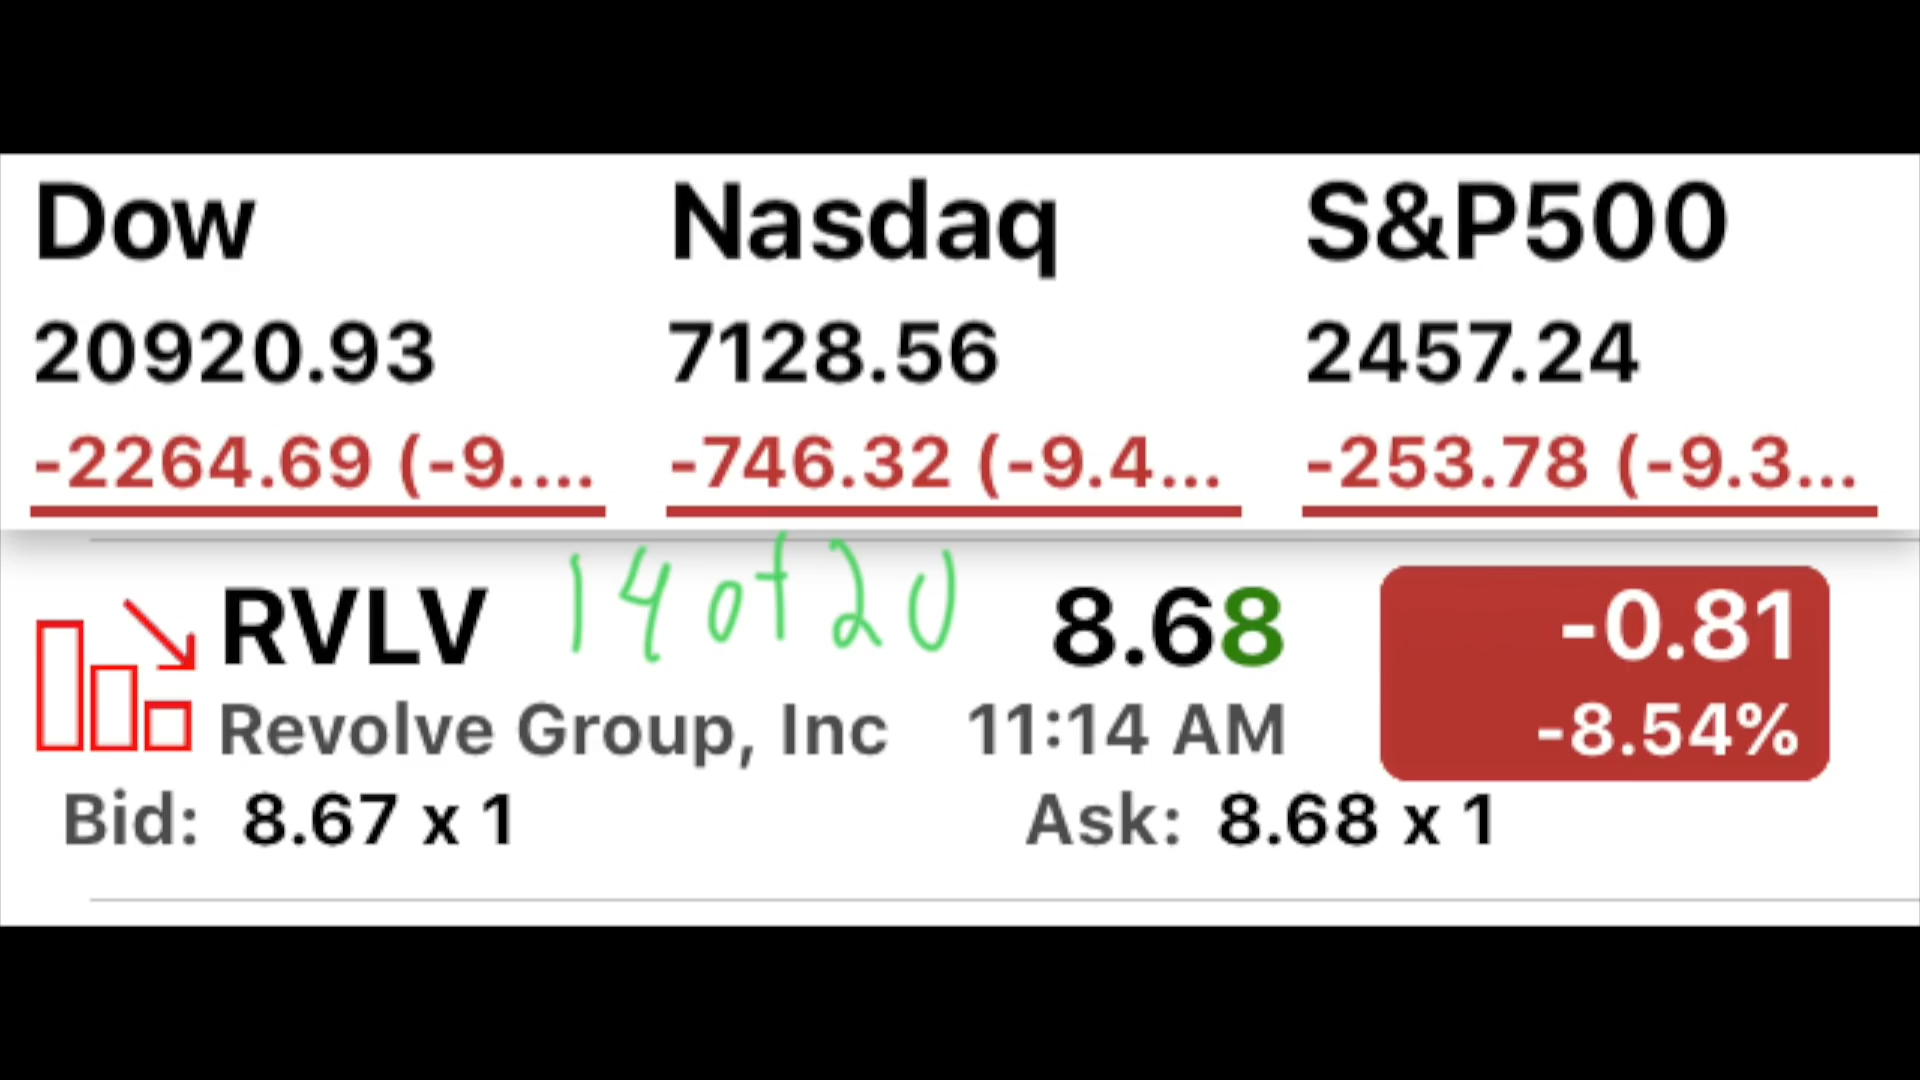 Dow Nasdaq S&P500
20920.93 7128.56 2457.24
-2264.69 (-9.... -746.32 (-9.4... -253.78 (-9.3...
RVLV 14 of 20 8.68 -0.81
Revolve Group, Inc 11:14 AM -8.54%
Bid: 8.67 x 1 Ask: 8.68 x 1